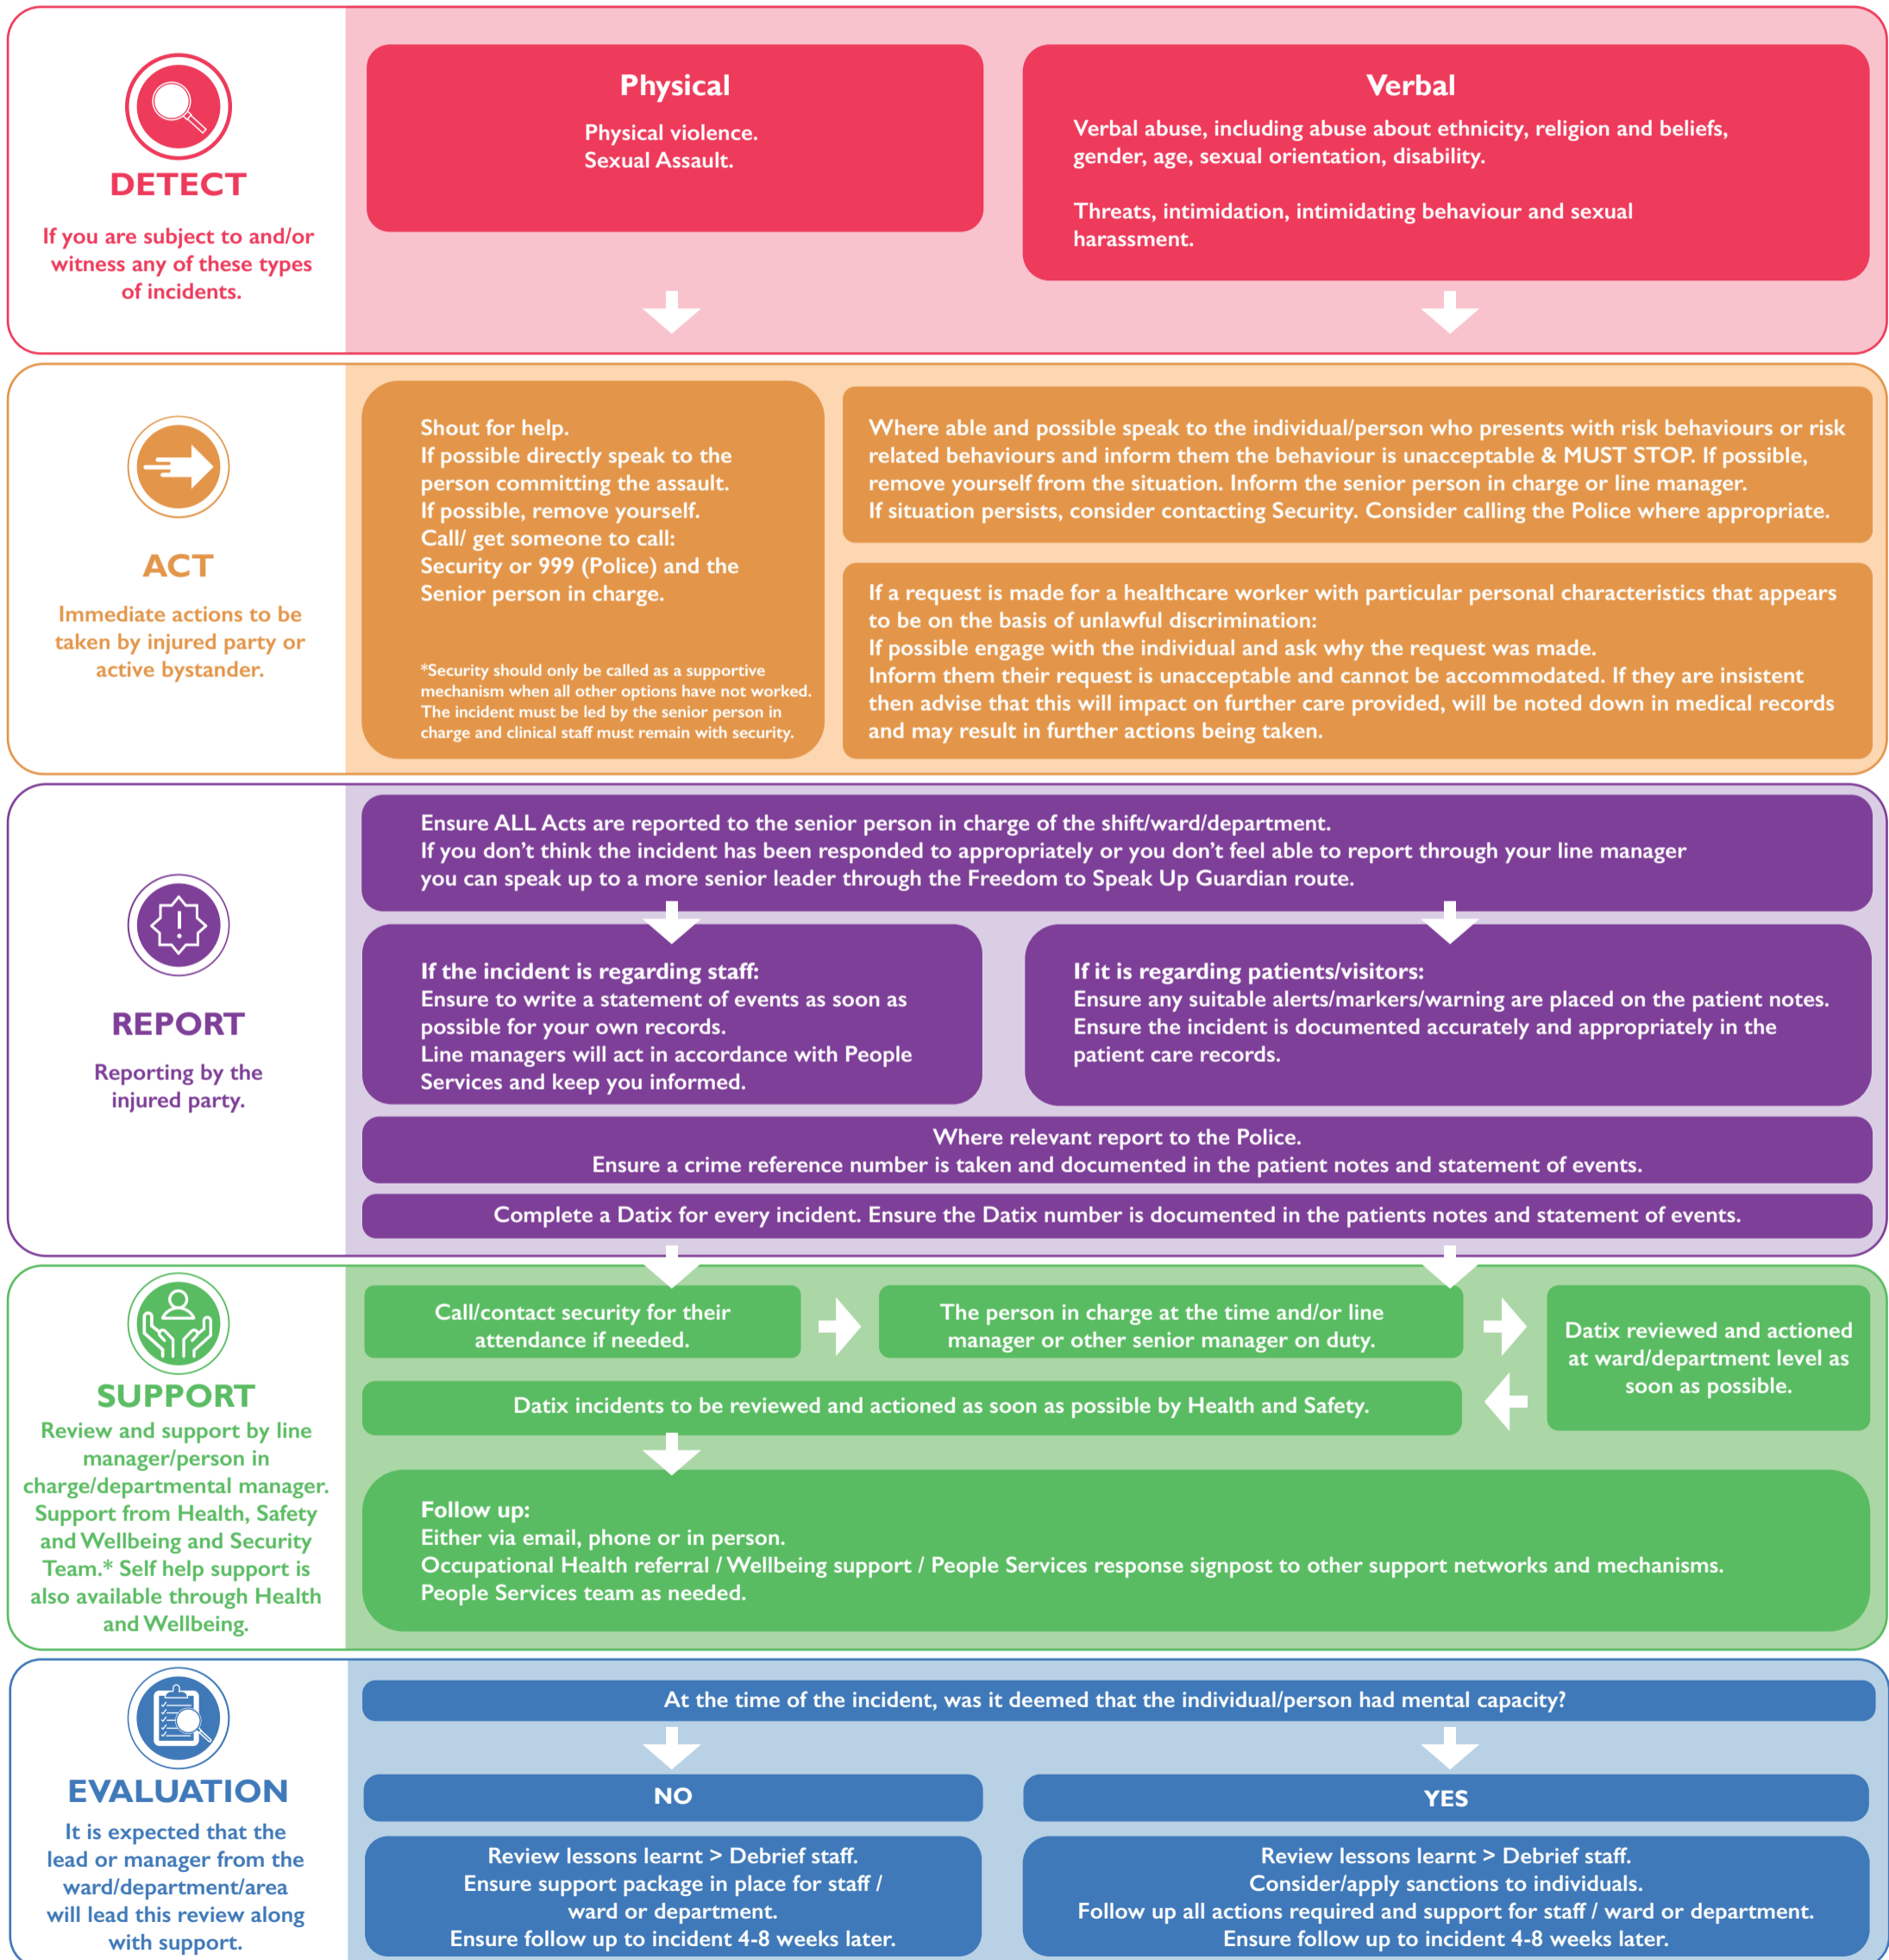 DETECT
If you are subject to and/or
witness any of these types
of incidents.
Physical
Physical violence.
Sexual Assault.
Verbal
Verbal abuse, including abuse about ethnicity, religion and beliefs,
gender, age, sexual orientation, disability.
Threats, intimidation, intimidating behaviour and sexual
harassment.
ACT
Immediate actions to be
taken by injured party or
active bystander.
Shout for help.
If possible directly speak to the
person committing the assault.
If possible, remove yourself.
Call/ get someone to call:
Security or 999 (Police) and the
Senior person in charge.
*Security should only be called as a supportive
mechanism when all other options have not worked.
The incident must be led by the senior person in
charge and clinical staff must remain with security.
Where able and possible speak to the individual/person who presents with risk behaviours or risk
related behaviours and inform them the behaviour is unacceptable & MUST STOP. If possible,
remove yourself from the situation. Inform the senior person in charge or line manager.
If situation persists, consider contacting Security. Consider calling the Police where appropriate.
If a request is made for a healthcare worker with particular personal characteristics that appears
to be on the basis of unlawful discrimination:
If possible engage with the individual and ask why the request was made.
Inform them their request is unacceptable and cannot be accommodated. If they are insistent
then advise that this will impact on further care provided, will be noted down in medical records
and may result in further actions being taken.
REPORT
Reporting by the
injured party.
Ensure ALL Acts are reported to the senior person in charge of the shift/ward/department.
If you don't think the incident has been responded to appropriately or you don't feel able to report through your line manager
you can speak up to a more senior leader through the Freedom to Speak Up Guardian route.
If the incident is regarding staff:
Ensure to write a statement of events as soon as
possible for your own records.
Line managers will act in accordance with People
Services and keep you informed.
If it is regarding patients/visitors:
Ensure any suitable alerts/markers/warning are placed on the patient notes.
Ensure the incident is documented accurately and appropriately in the
patient care records.
Where relevant report to the Police.
Ensure a crime reference number is taken and documented in the patient notes and statement of events.
Complete a Datix for every incident. Ensure the Datix number is documented in the patients notes and statement of events.
SUPPORT
Review and support by line
manager/person in
charge/departmental manager.
Support from Health, Safety
and Wellbeing and Security
Team.* Self help support is
also available through Health
and Wellbeing.
Call/contact security for their
attendance if needed.
The person in charge at the time and/or line
manager or other senior manager on duty.
Datix reviewed and actioned
at ward/department level as
soon as possible.
Datix incidents to be reviewed and actioned as soon as possible by Health and Safety.
Follow up:
Either via email, phone or in person.
Occupational Health referral / Wellbeing support / People Services response signpost to other support networks and mechanisms.
People Services team as needed.
EVALUATION
It is expected that the
lead or manager from the
ward/department/area
will lead this review along
with support.
At the time of the incident, was it deemed that the individual/person had mental capacity?
NO
Review lessons learnt > Debrief staff.
Ensure support package in place for staff /
ward or department.
Ensure follow up to incident 4-8 weeks later.
YES
Review lessons learnt > Debrief staff.
Consider/apply sanctions to individuals.
Follow up all actions required and support for staff / ward or department.
Ensure follow up to incident 4-8 weeks later.